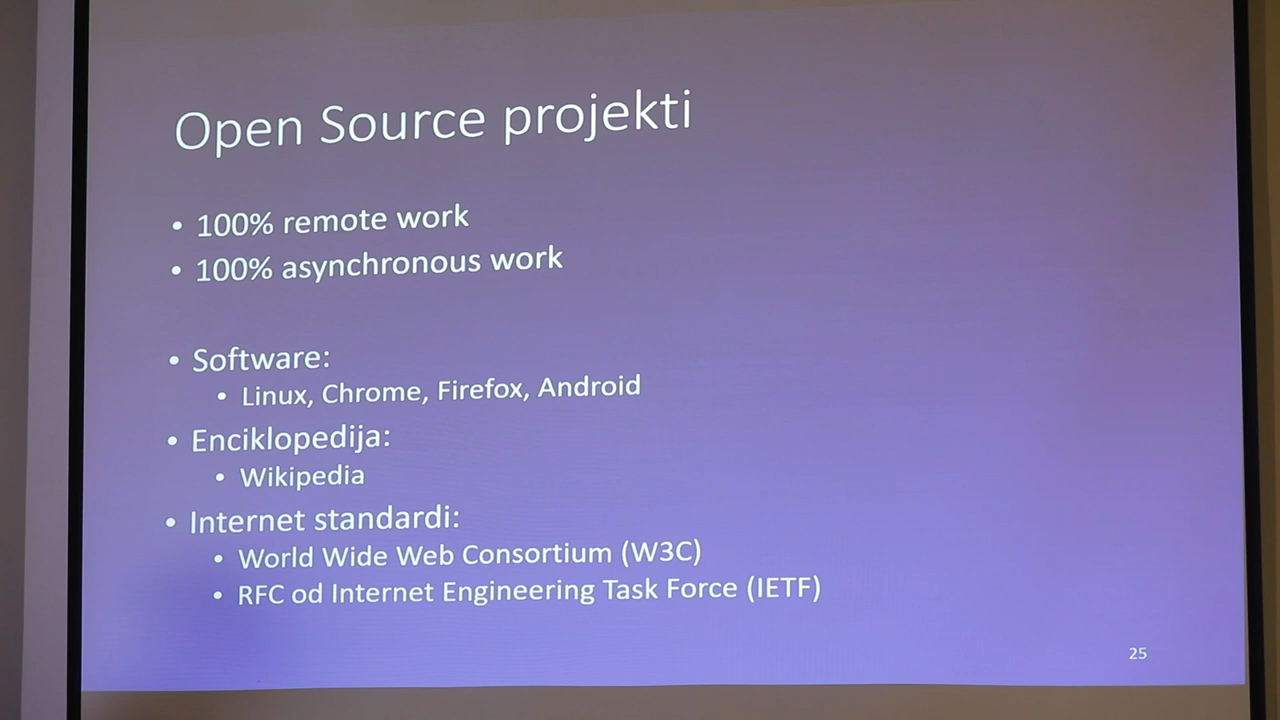 Open Source projekti
• 100% remote work
• 100% asynchronous work
• Software:
• Linux, Chrome, Firefox, Android
• Enciklopedija:
• Wikipedia
• Internet standardi:
• World Wide Web Consortium (W3C)
• RFC od Internet Engineering Task Force (IETF)
25